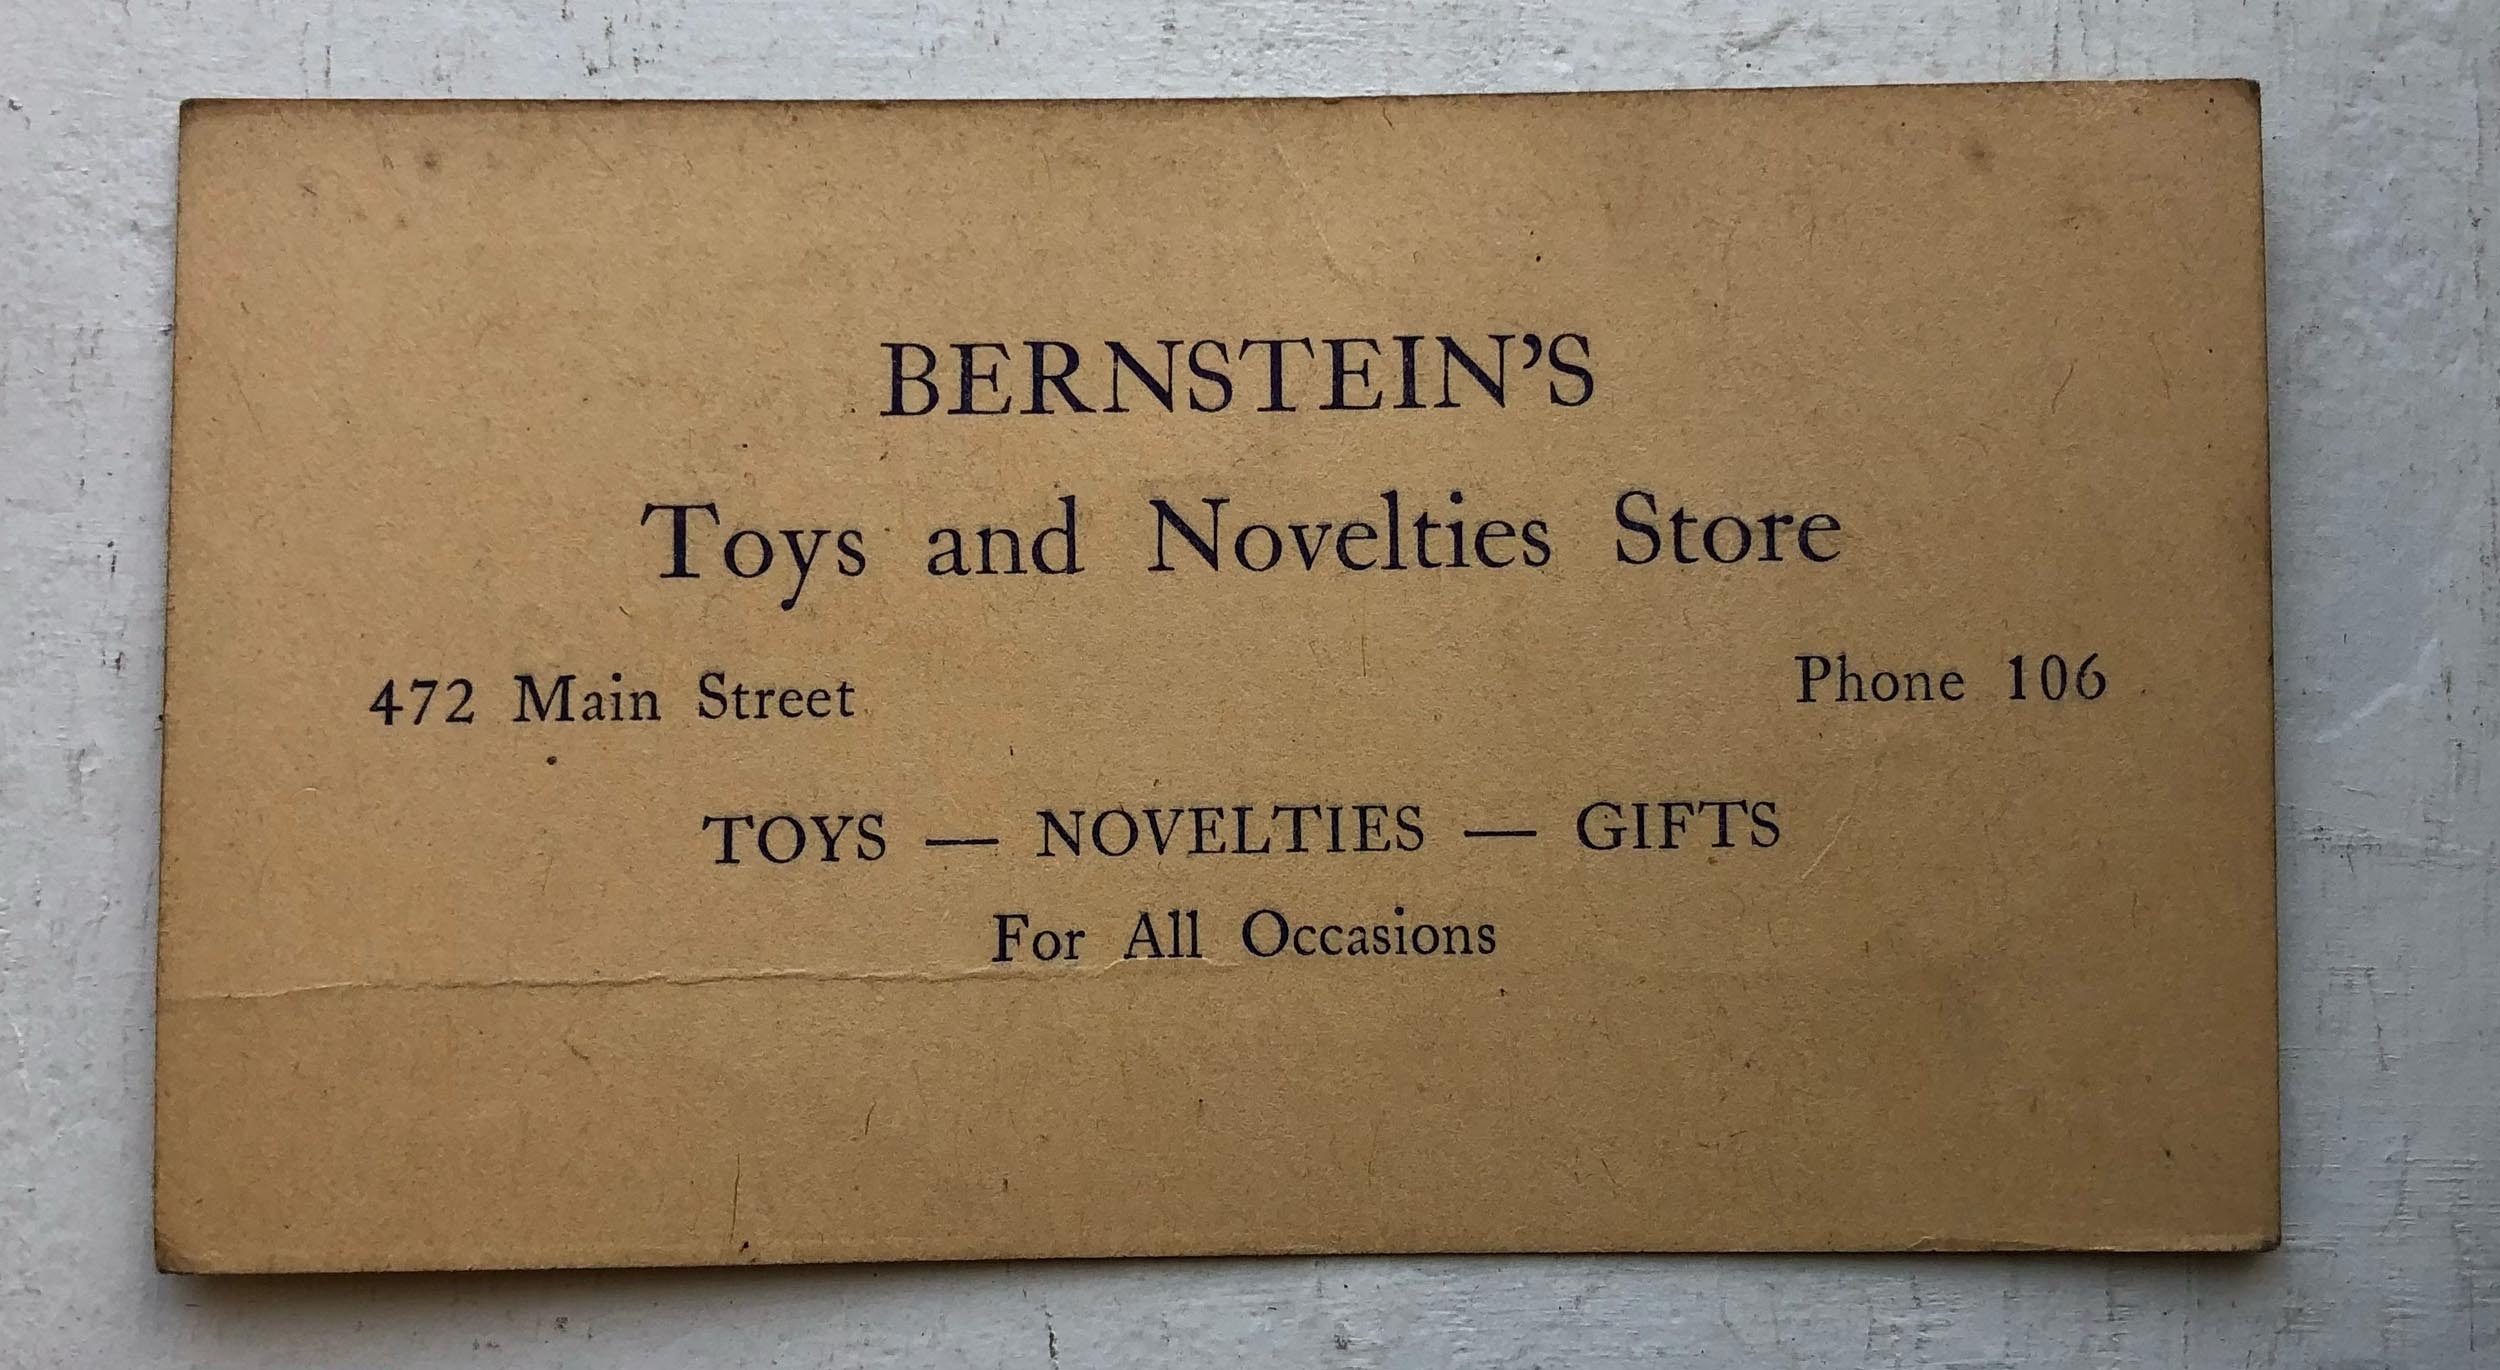 BERNSTEIN’S
Toys and Novelties Store
472 Main Street Phone 106
TOYS — NOVELTIES — GIFTS
For All Occasions